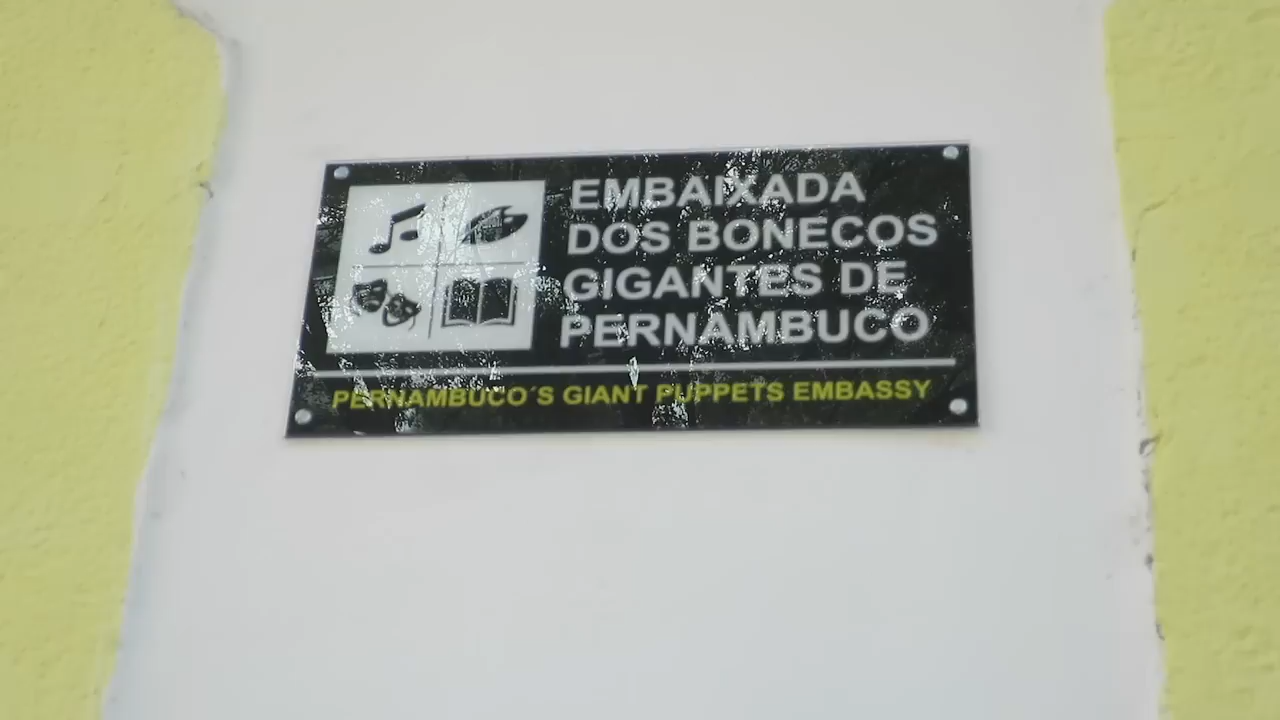 EMBAIXADA
DOS BONECOS
GIGANTES DE
PERNAMBUCO
PERNAMBUCO´S GIANT PUPPETS EMBASSY